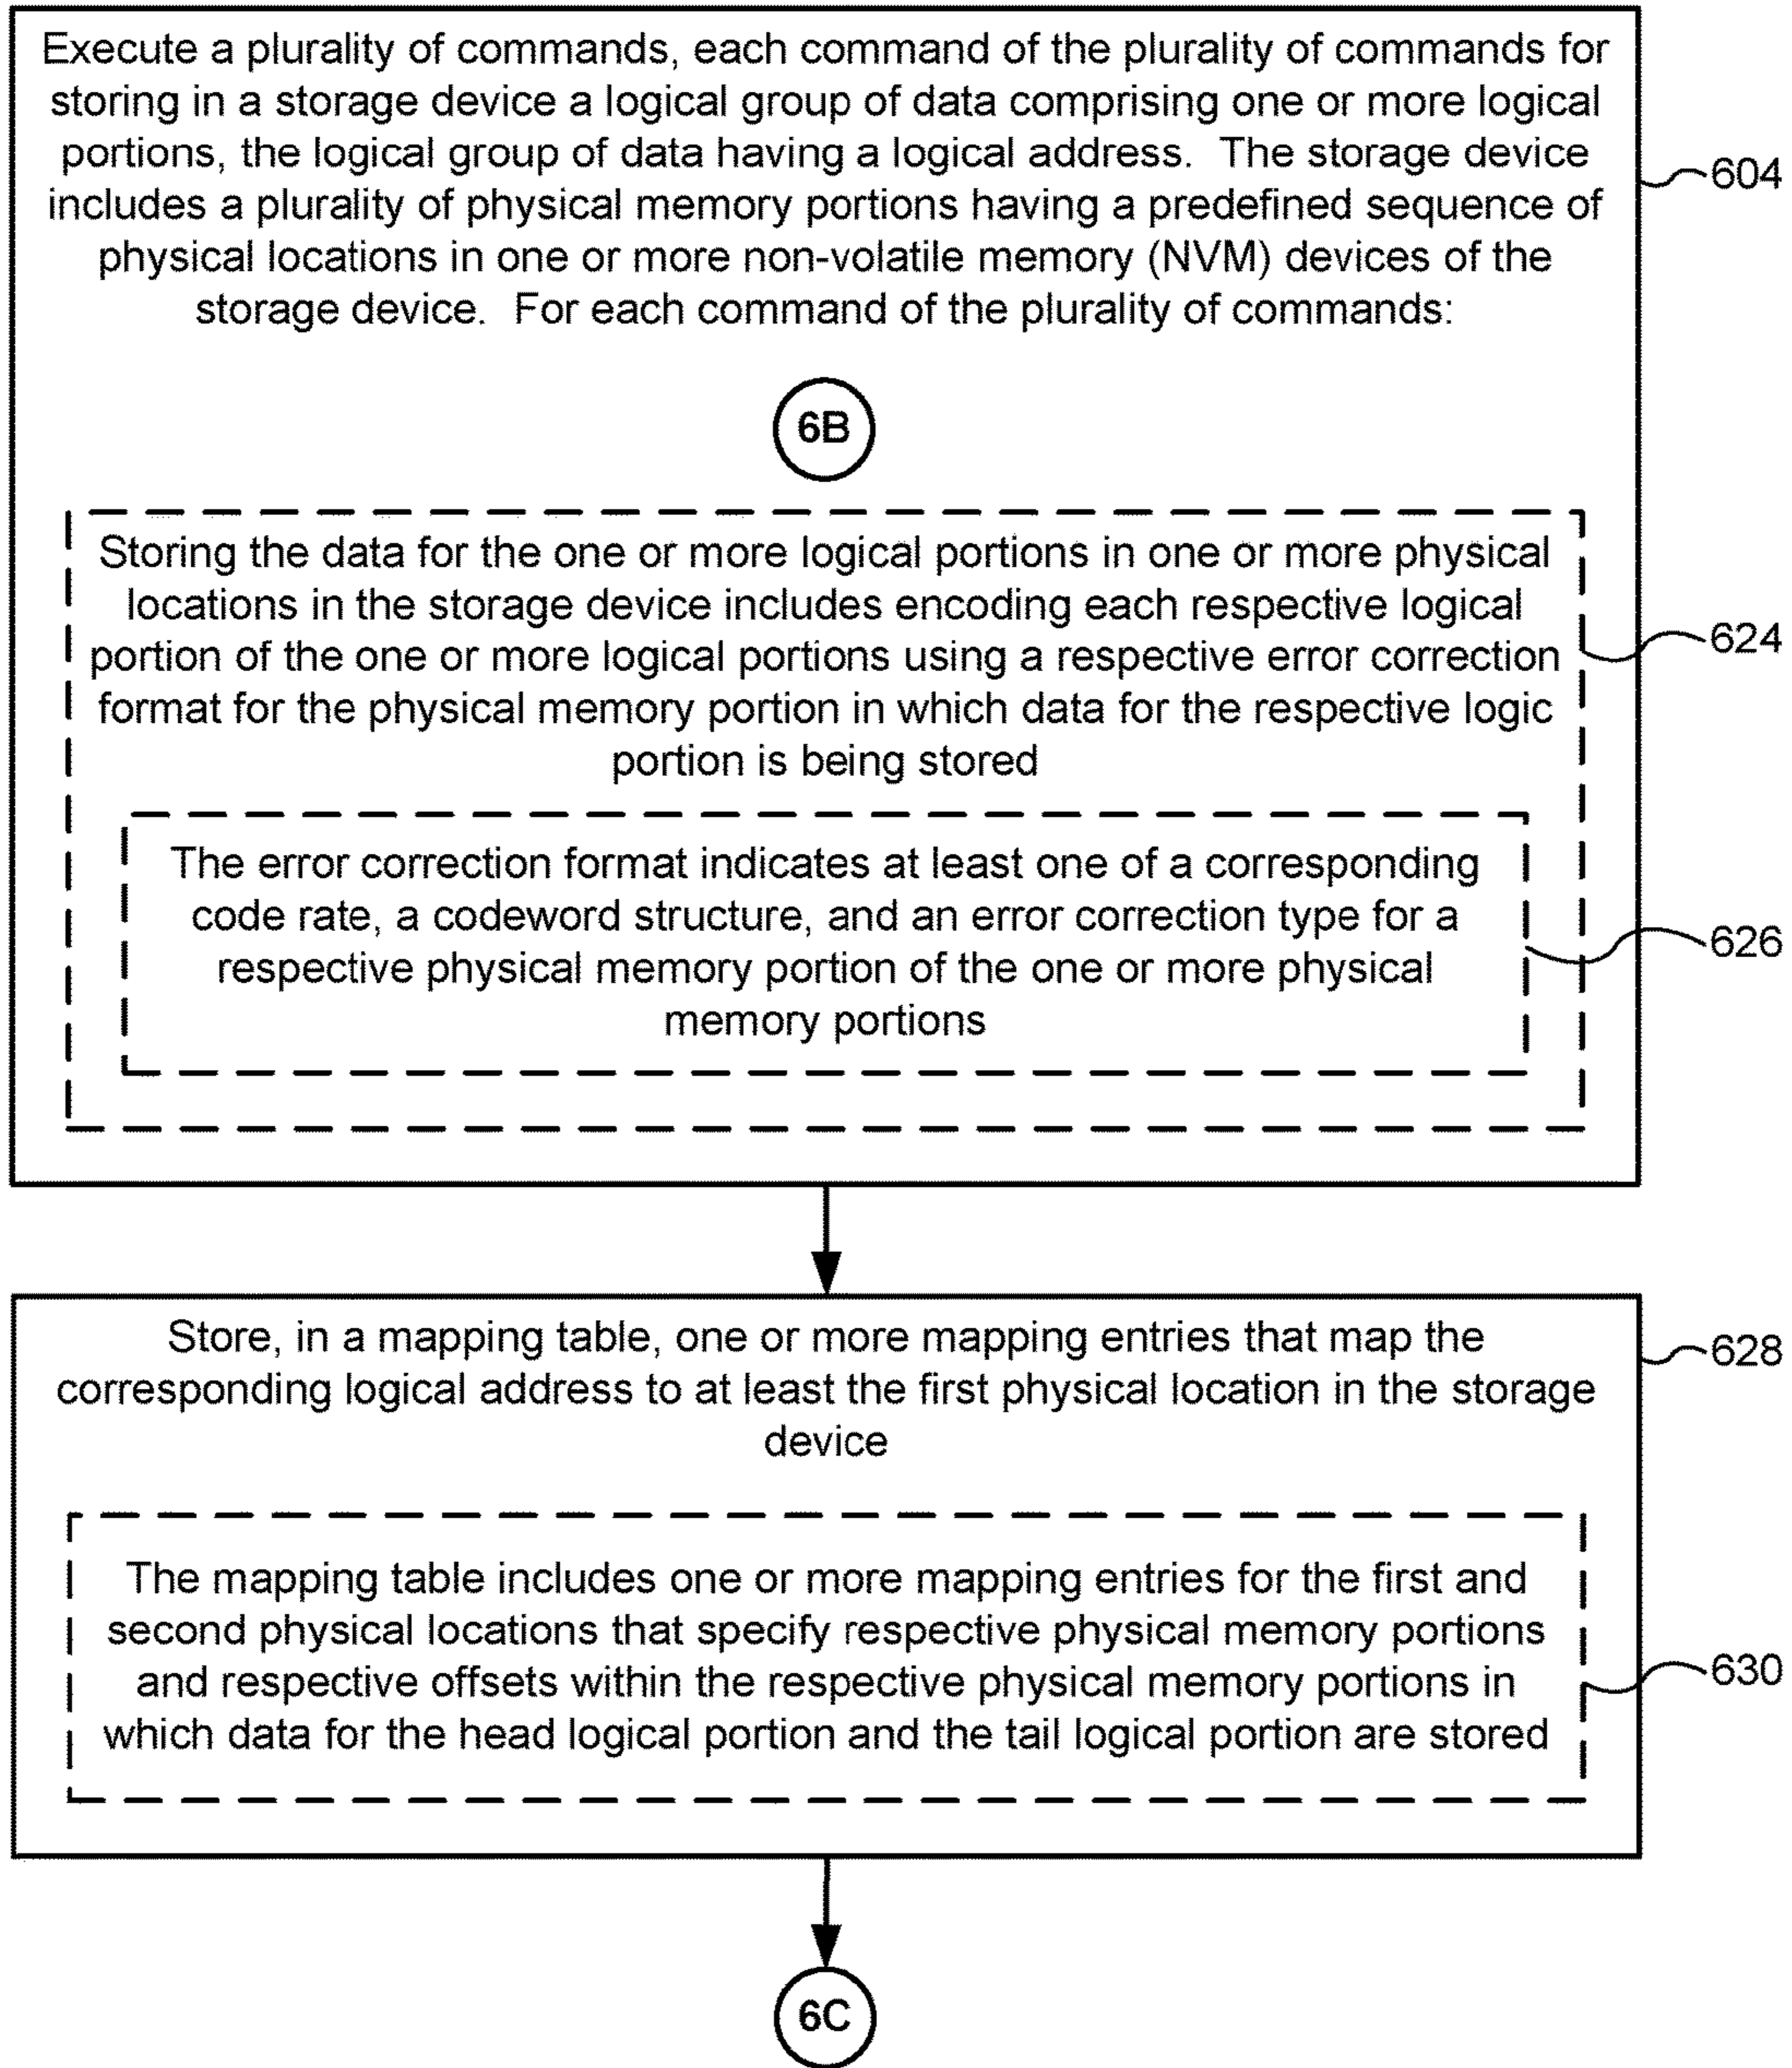 Execute a plurality of commands, each command of the plurality of commands for
storing in a storage device a logical group of data comprising one or more logical
portions, the logical group of data having a logical address. The storage device
includes a plurality of physical memory portions having a predefined sequence of
physical locations in one or more non-volatile memory (NVM) devices of the
storage device. For each command of the plurality of commands:
604
6B
Storing the data for the one or more logical portions in one or more physical
locations in the storage device includes encoding each respective logical
portion of the one or more logical portions using a respective error correction
format for the physical memory portion in which data for the respective logic
portion is being stored
624
The error correction format indicates at least one of a corresponding
code rate, a codeword structure, and an error correction type for a
respective physical memory portion of the one or more physical
memory portions
626
Store, in a mapping table, one or more mapping entries that map the
corresponding logical address to at least the first physical location in the storage
device
628
The mapping table includes one or more mapping entries for the first and
second physical locations that specify respective physical memory portions
and respective offsets within the respective physical memory portions in
which data for the head logical portion and the tail logical portion are stored
630
6C